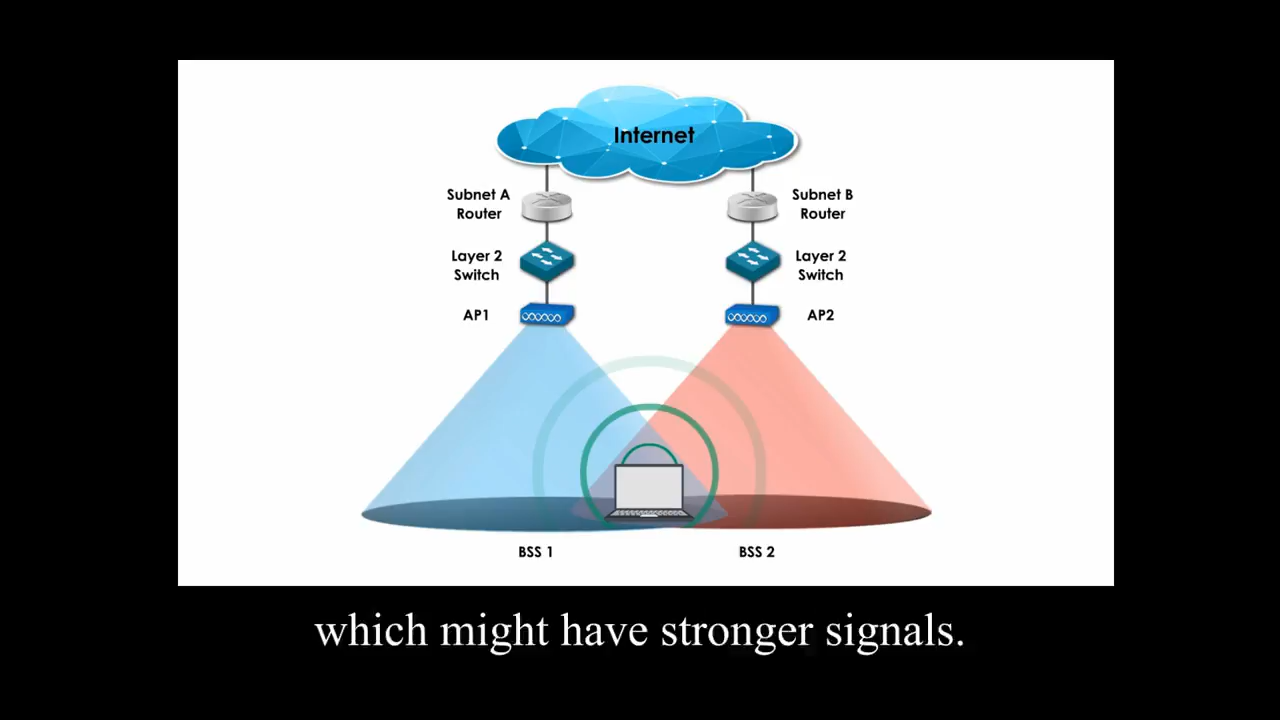 Internet
Subnet A
Router
Subnet B
Router
Layer 2
Switch
Layer 2
Switch
AP1
AP2
BSS 1
BSS 2
which might have stronger signals.